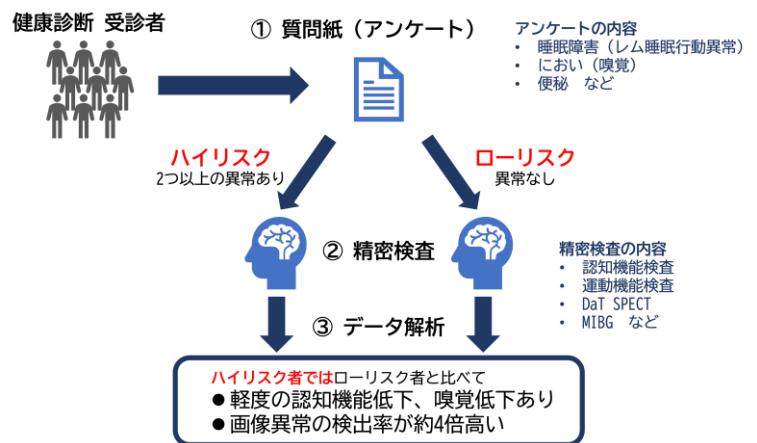 健康診断 受診者
① 質問紙（アンケート）
アンケートの内容
• 睡眠障害（レム睡眠行動異常）
• におい（嗅覚）
• 便秘 など
ハイリスク
2つ以上の異常あり
ローリスク
異常なし
② 精密検査
精密検査の内容
• 認知機能検査
• 運動機能検査
• DaT SPECT
• MIBG など
③ データ解析
ハイリスク者ではローリスク者と比べて
● 軽度の認知機能低下、嗅覚低下あり
● 画像異常の検出率が約4倍高い